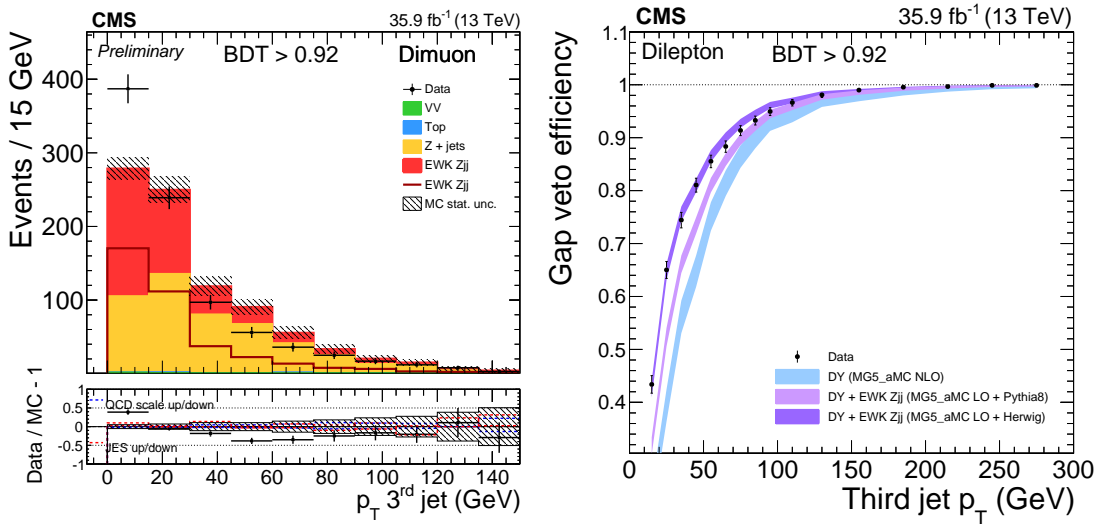 CMS
35.9 fb⁻¹ (13 TeV)
Preliminary
BDT > 0.92
Dimuon
Data
VV
Top
Z + jets
EWK Zjj
EWK Zjj
MC stat. unc.
Events / 15 GeV
400
300
200
100
QCD scale up/down
JES up/down
Data / MC - 1
1
0.5
0
-0.5
-1
0 20 40 60 80 100 120 140
p_T 3rd jet (GeV)
CMS
35.9 fb⁻¹ (13 TeV)
Dilepton
BDT > 0.92
Gap veto efficiency
1.1
1
0.9
0.8
0.7
0.6
0.5
0.4
Data
DY (MG5_aMC NLO)
DY + EWK Zjj (MG5_aMC LO + Pythia8)
DY + EWK Zjj (MG5_aMC LO + Herwig)
0 50 100 150 200 250 300
Third jet p_T (GeV)